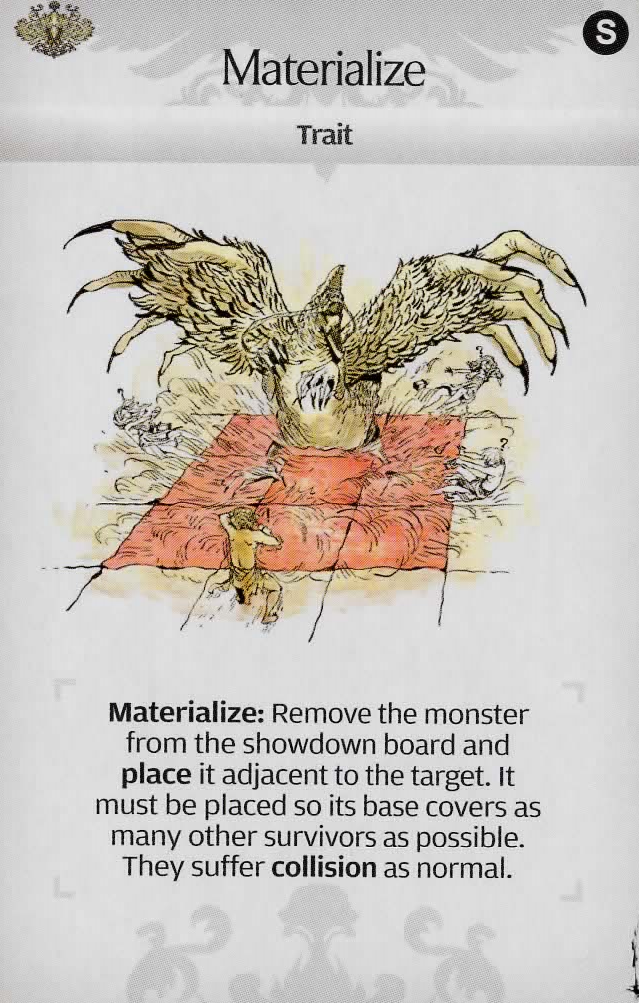 S
Materialize
Trait
?
?
?
Materialize: Remove the monster
from the showdown board and
place it adjacent to the target. It
must be placed so its base covers as
many other survivors as possible.
They suffer collision as normal.